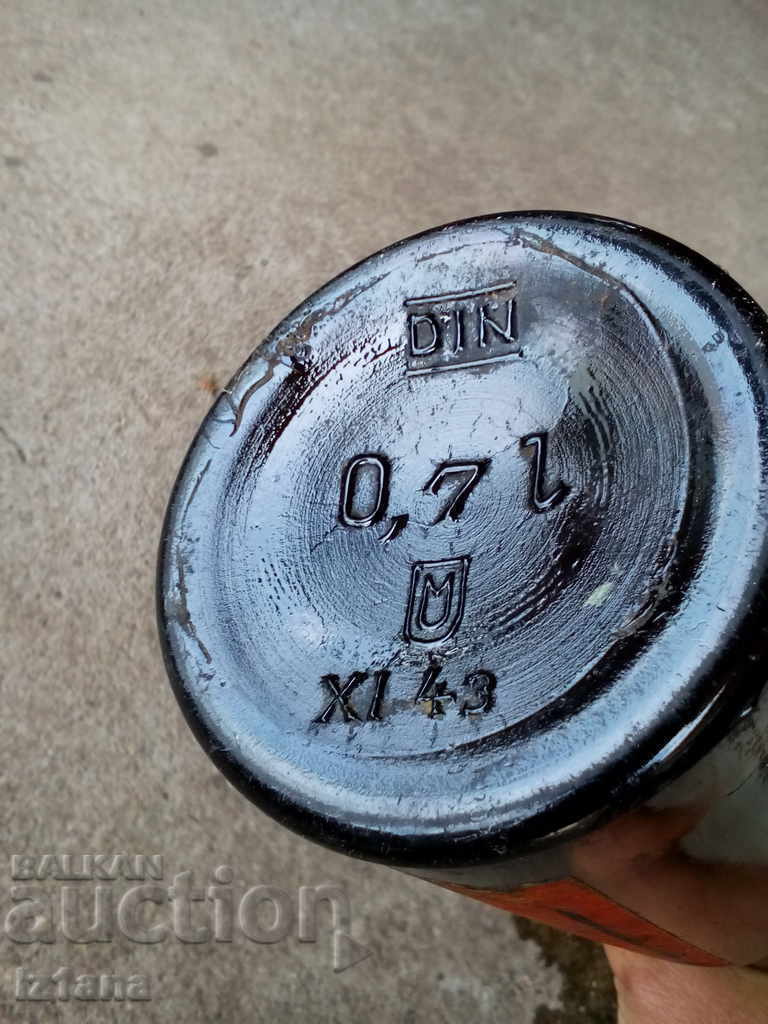 DIN
0,7 l
M
XI 43
BALKAN
auction
iz1ana